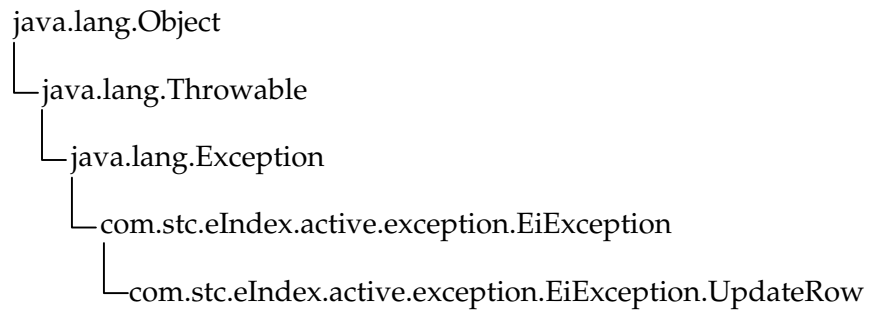 java.lang.Object
java.lang.Throwable
java.lang.Exception
com.stc.eIndex.active.exception.EiException
com.stc.eIndex.active.exception.EiException.UpdateRow